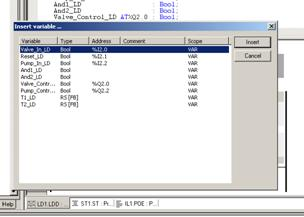 And1_LD : Bool;
And2_LD : Bool;
Valve_Control_LD AT%Q2.0 : Bool;
Insert variable ...
Variable Type Address Comment Scope
Valve_In_LD Bool %I2.0 VAR
Reset_LD Bool %I2.1 VAR
Pump_In_LD Bool %I2.2 VAR
And1_LD Bool VAR
And2_LD Bool VAR
Valve_Contr... Bool %Q2.0 VAR
Pump_Contr... Bool %Q2.2 VAR
T1_LD RS [FB] VAR
T2_LD RS [FB] VAR
Insert
Cancel
Help LD1.LDD : ... ST1.ST : Pr... IL1.POE : P...